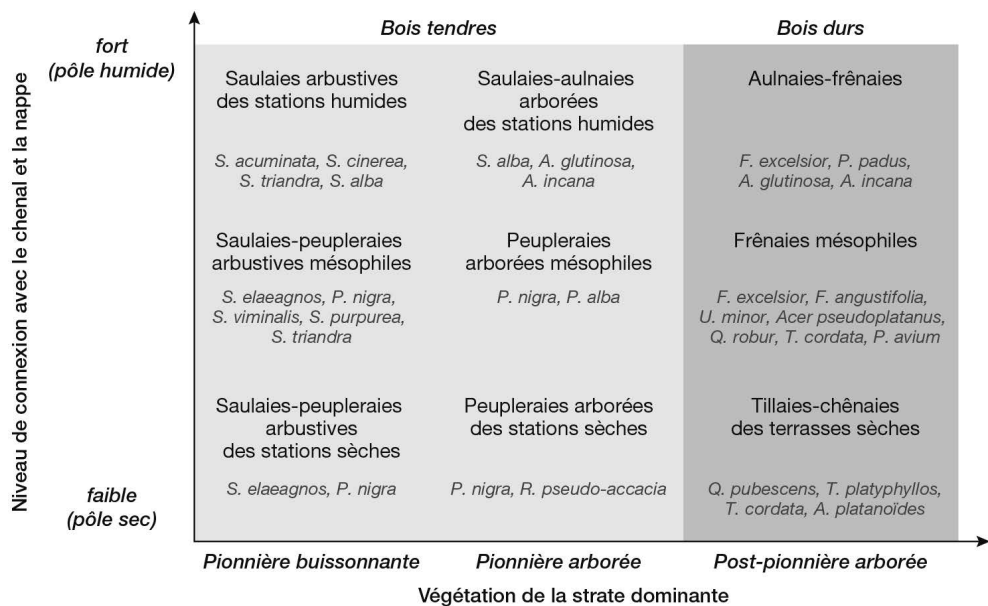 Bois tendres
Bois durs
Niveau de connexion avec le chenal et la nappe
fort
(pôle humide)
Saulaies arbustives
des stations humides
S. acuminata, S. cinerea,
S. triandra, S. alba
Saulaies-aulnaies
arborées
des stations humides
S. alba, A. glutinosa,
A. incana
Aulnaies-frênaies
F. excelsior, P. padus,
A. glutinosa, A. incana
Saulaies-peupleraies
arbustives mésophiles
S. elaeagnos, P. nigra,
S. viminalis, S. purpurea,
S. triandra
Peupleraies
arborées mésophiles
P. nigra, P. alba
Frênaies mésophiles
F. excelsior, F. angustifolia,
U. minor, Acer pseudoplatanus,
Q. robur, T. cordata, P. avium
Saulaies-peupleraies
arbustives
des stations sèches
S. elaeagnos, P. nigra
Peupleraies arborées
des stations sèches
P. nigra, R. pseudo-accacia
Tillaies-chênaies
des terrasses sèches
Q. pubescens, T. platyphyllos,
T. cordata, A. platanoïdes
faible
(pôle sec)
Pionnière buissonnante
Pionnière arborée
Post-pionnière arborée
Végétation de la strate dominante